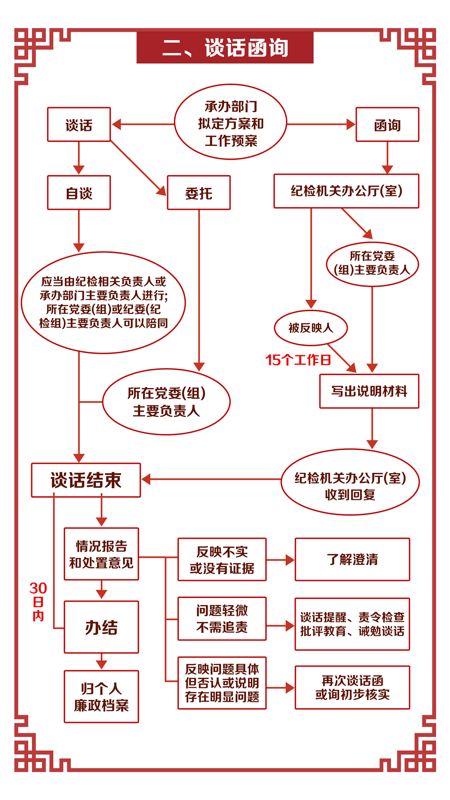 二、谈话函询
承办部门
拟定方案和
工作预案
谈话
函询
自谈
委托
纪检机关办公厅(室)
应当由纪检相关负责人或
承办部门主要负责人进行;
所在党委(组)或纪委(纪
检组)主要负责人可以陪同
所在党委
(组)主要负责人
被反映人
15个工作日
所在党委(组)
主要负责人
写出说明材料
谈话结束
纪检机关办公厅(室)
收到回复
情况报告
和处置意见
反映不实
或没有证据
了解澄清
30
日
内
办结
问题轻微
不需追责
谈话提醒、责令检查
批评教育、诫勉谈话
归个人
廉政档案
反映问题具体
但否认或说明
存在明显问题
再次谈话函
或询初步核实